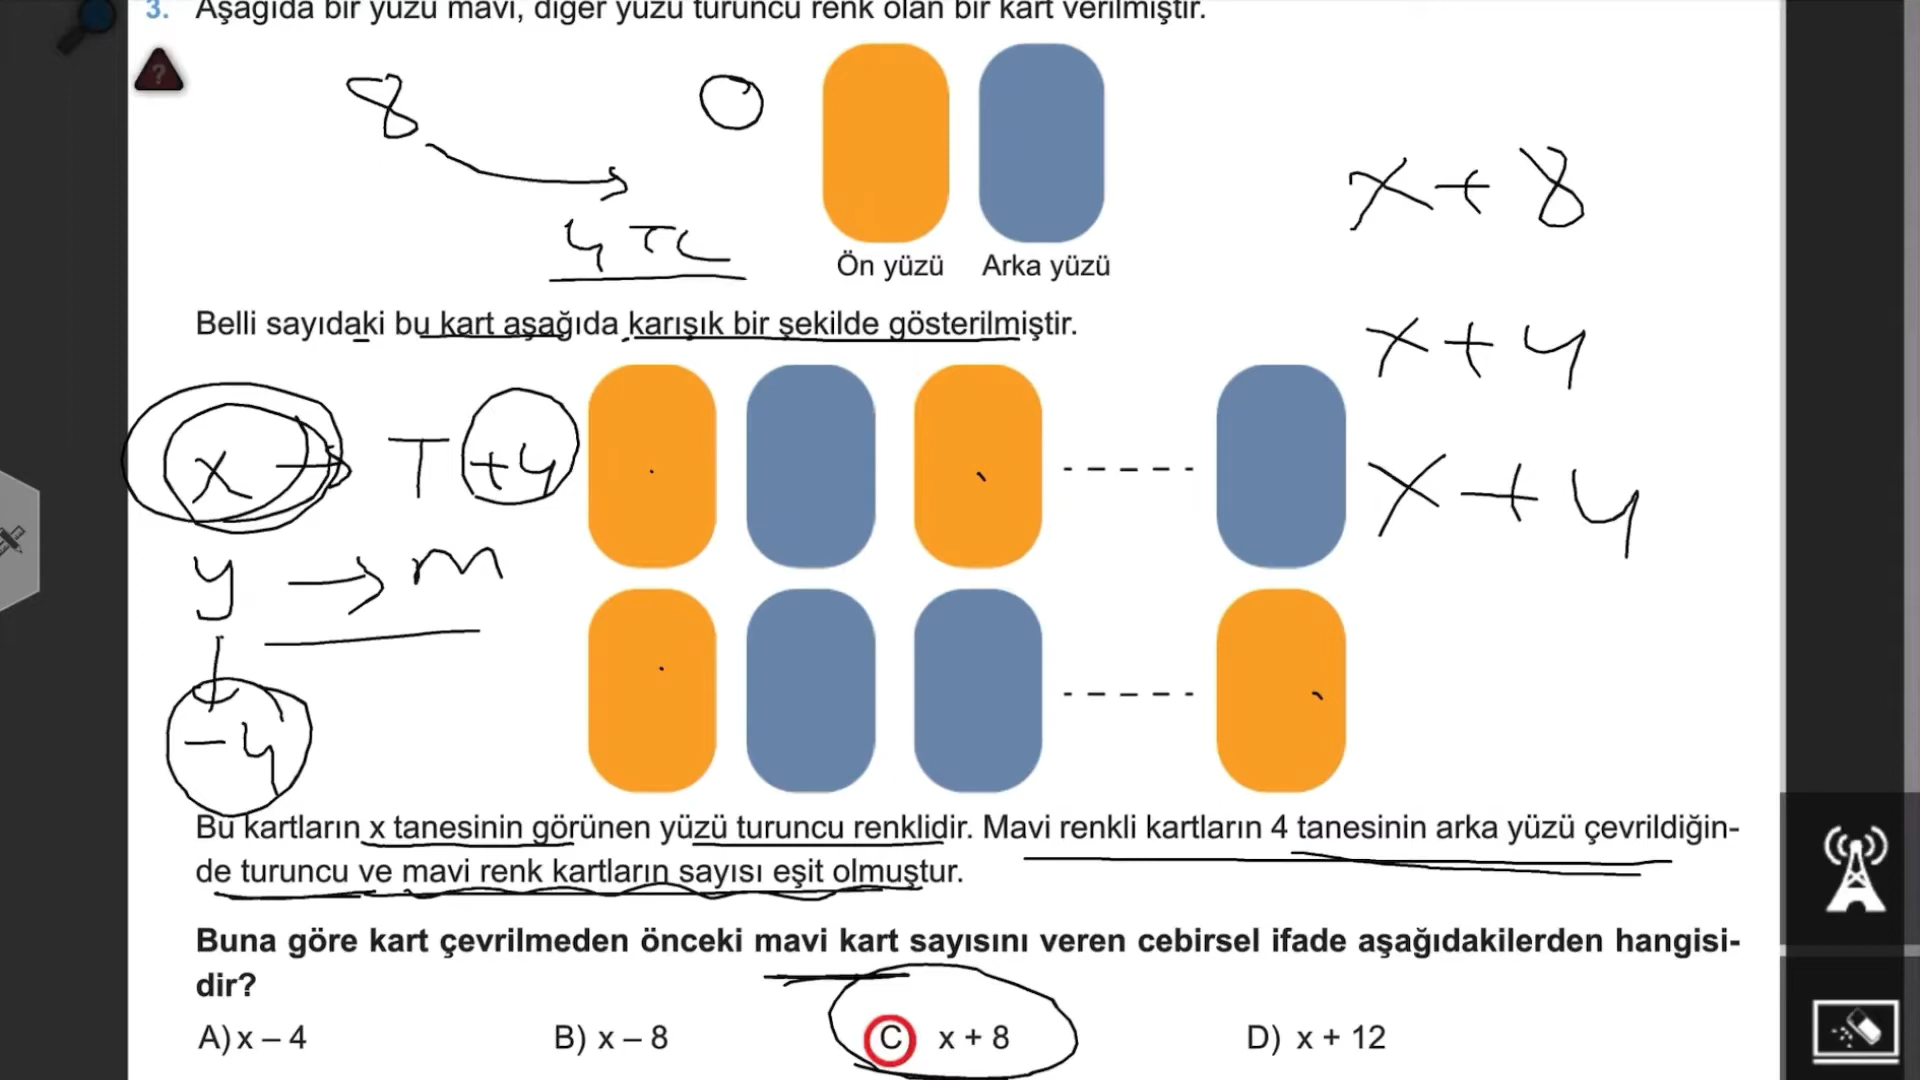 3. Aşağıda bir yüzü mavi, diğer yüzü turuncu renk olan bir kart verilmiştir.
?
8
0
4 TL
x + 8
Ön yüzü Arka yüzü
Belli sayıdaki bu kart aşağıda karışık bir şekilde gösterilmiştir.
x + 4
x → T +4
x + 4
y → m
-4
Bu kartların x tanesinin görünen yüzü turuncu renklidir. Mavi renkli kartların 4 tanesinin arka yüzü çevrildiğin-
de turuncu ve mavi renk kartların sayısı eşit olmuştur.
Buna göre kart çevrilmeden önceki mavi kart sayısını veren cebirsel ifade aşağıdakilerden hangisi-
dir?
A) x – 4 B) x – 8 C x + 8 D) x + 12